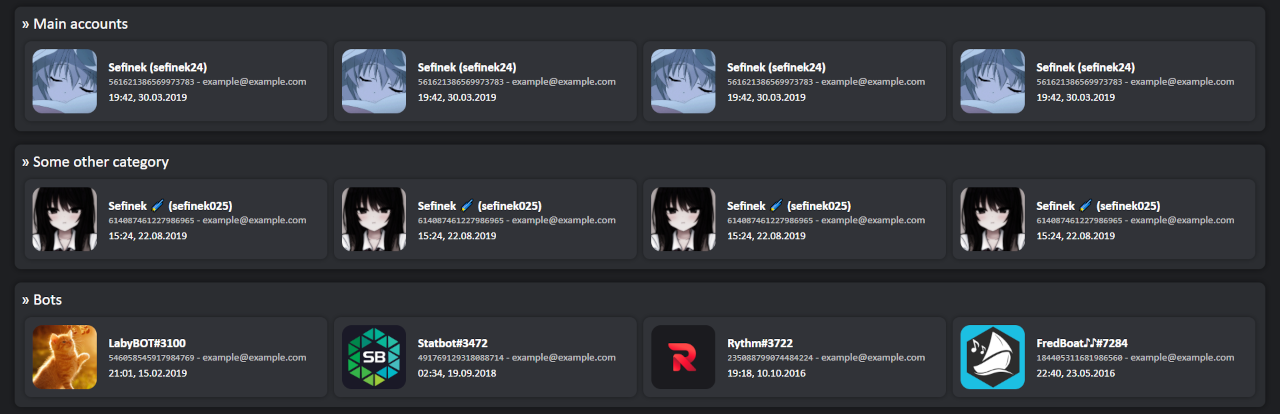 » Main accounts
Sefinek (sefinek24)
561621386569973783 - example@example.com
19:42, 30.03.2019
Sefinek (sefinek24)
561621386569973783 - example@example.com
19:42, 30.03.2019
Sefinek (sefinek24)
561621386569973783 - example@example.com
19:42, 30.03.2019
Sefinek (sefinek24)
561621386569973783 - example@example.com
19:42, 30.03.2019
» Some other category
Sefinek (sefinek025)
614087461227986965 - example@example.com
15:24, 22.08.2019
Sefinek (sefinek025)
614087461227986965 - example@example.com
15:24, 22.08.2019
Sefinek (sefinek025)
614087461227986965 - example@example.com
15:24, 22.08.2019
Sefinek (sefinek025)
614087461227986965 - example@example.com
15:24, 22.08.2019
» Bots
LabyBOT#3100
546058545917984769 - example@example.com
21:01, 15.02.2019
SB
Statbot#3472
491769129318088714 - example@example.com
02:34, 19.09.2018
R
Rythm#3722
235088799074484224 - example@example.com
19:18, 10.10.2016
FredBoat♪♪#7284
184405311681986560 - example@example.com
22:40, 23.05.2016